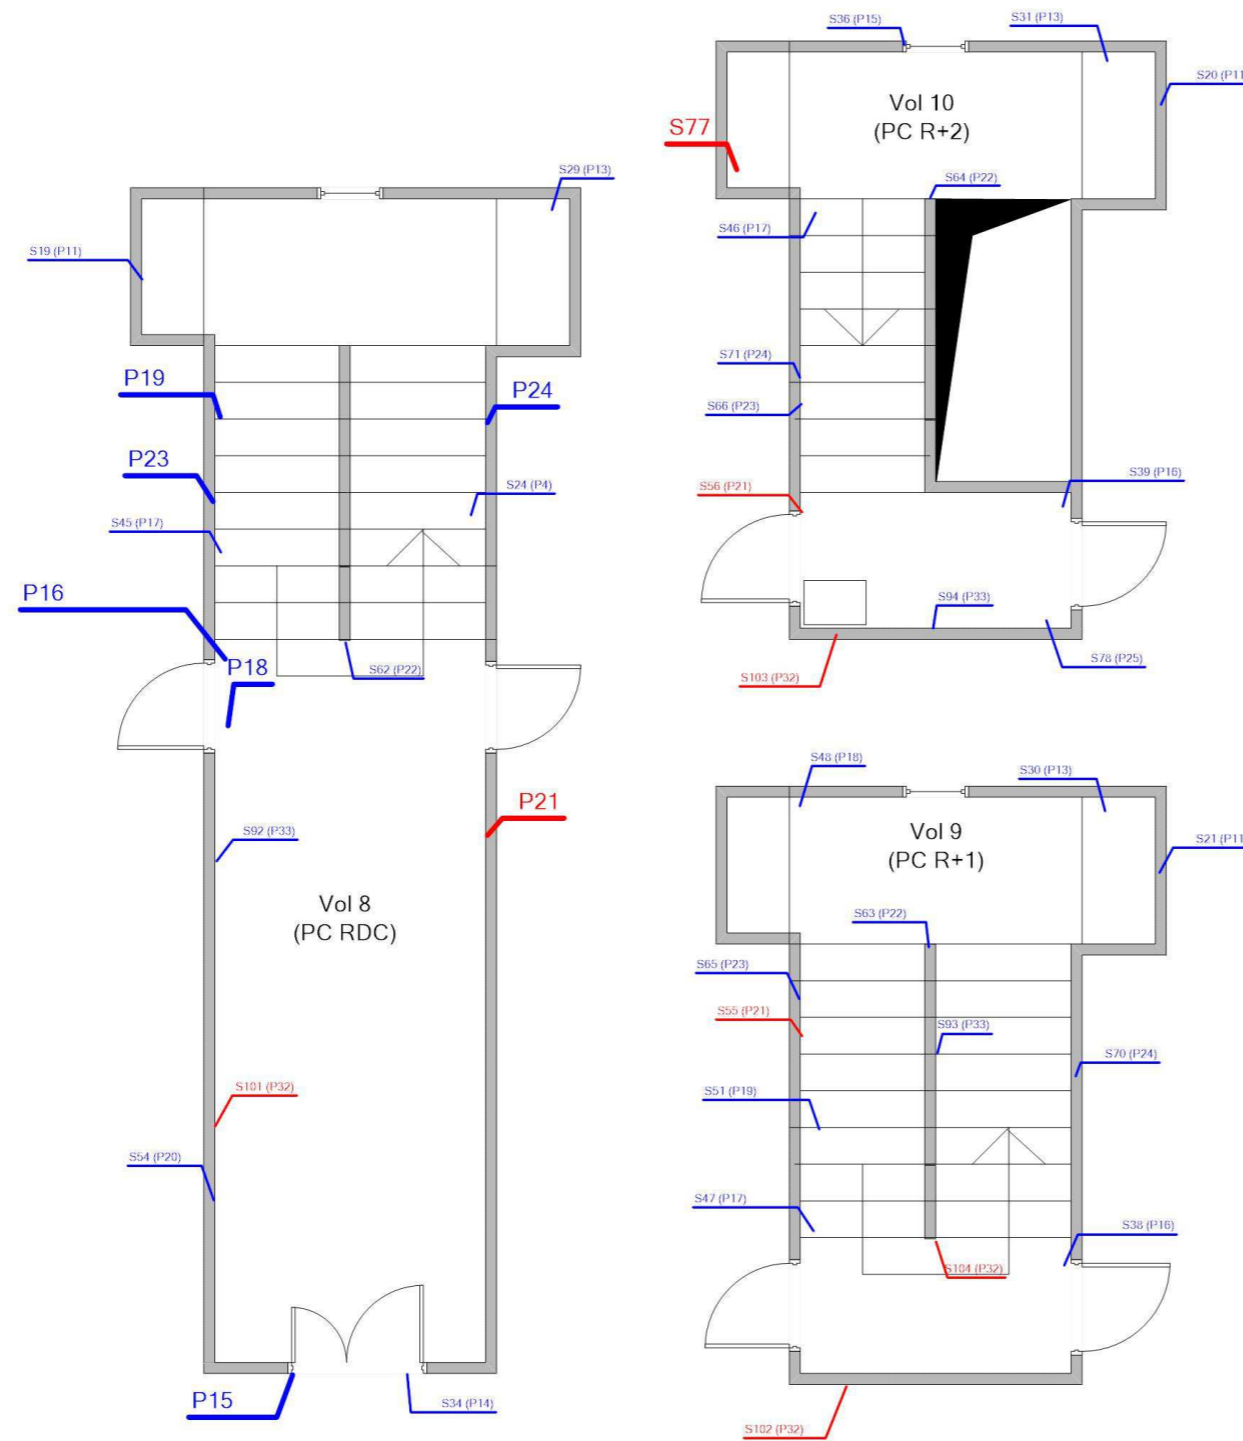 S36 (P15)
S31 (P13)
S20 (P11
Vol 10
(PC R+2)
S77
S64 (P22)
S46 (P17)
S71 (P24)
S66 (P23)
S39 (P16)
S56 (P21)
S94 (P33)
S78 (P25)
S103 (P32)
S29 (P13)
S19 (P11)
P19
P24
P23
S24 (P4)
S45 (P17)
P16
P18
S62 (P22)
P21
S92 (P33)
Vol 8
(PC RDC)
S101 (P32)
S54 (P20)
P15
S34 (P14)
S48 (P18)
S30 (P13)
Vol 9
(PC R+1)
S21 (P11
S63 (P22)
S65 (P23)
S55 (P21)
S93 (P33)
S70 (P24)
S51 (P19)
S47 (P17)
S38 (P16)
S104 (P32)
S102 (P32)